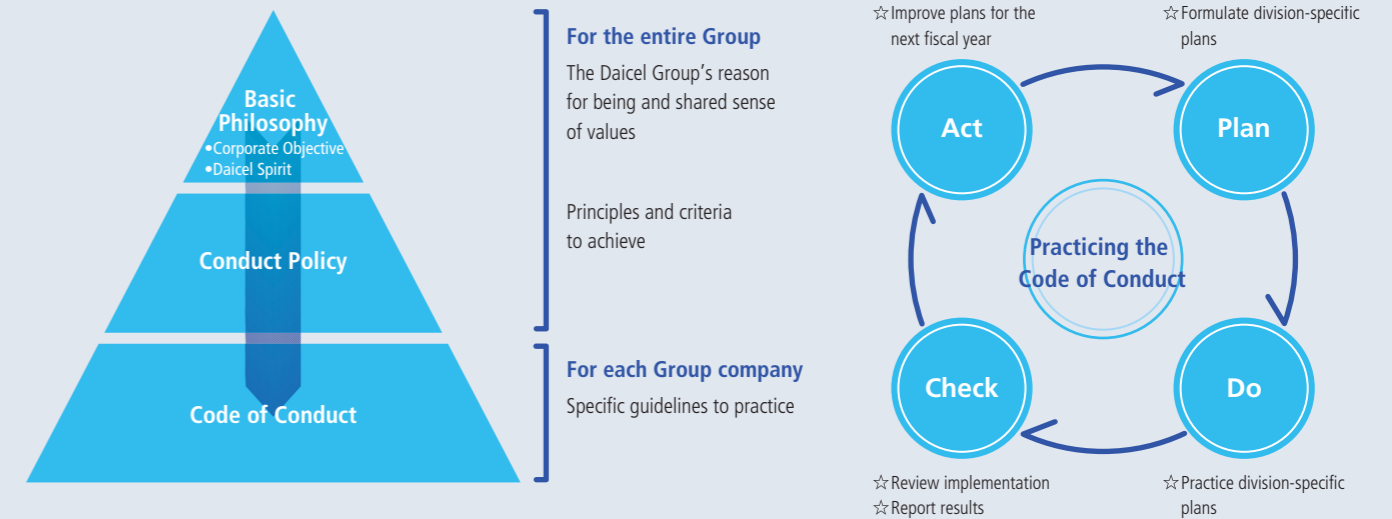 Basic
Philosophy
•Corporate Objective
•Daicel Spirit
Conduct Policy
Code of Conduct
For the entire Group
The Daicel Group's reason
for being and shared sense
of values
Principles and criteria
to achieve
For each Group company
Specific guidelines to practice
☆Improve plans for the
next fiscal year
☆Formulate division-specific
plans
Act
Plan
Practicing the
Code of Conduct
Check
Do
☆Review implementation
☆Report results
☆Practice division-specific
plans